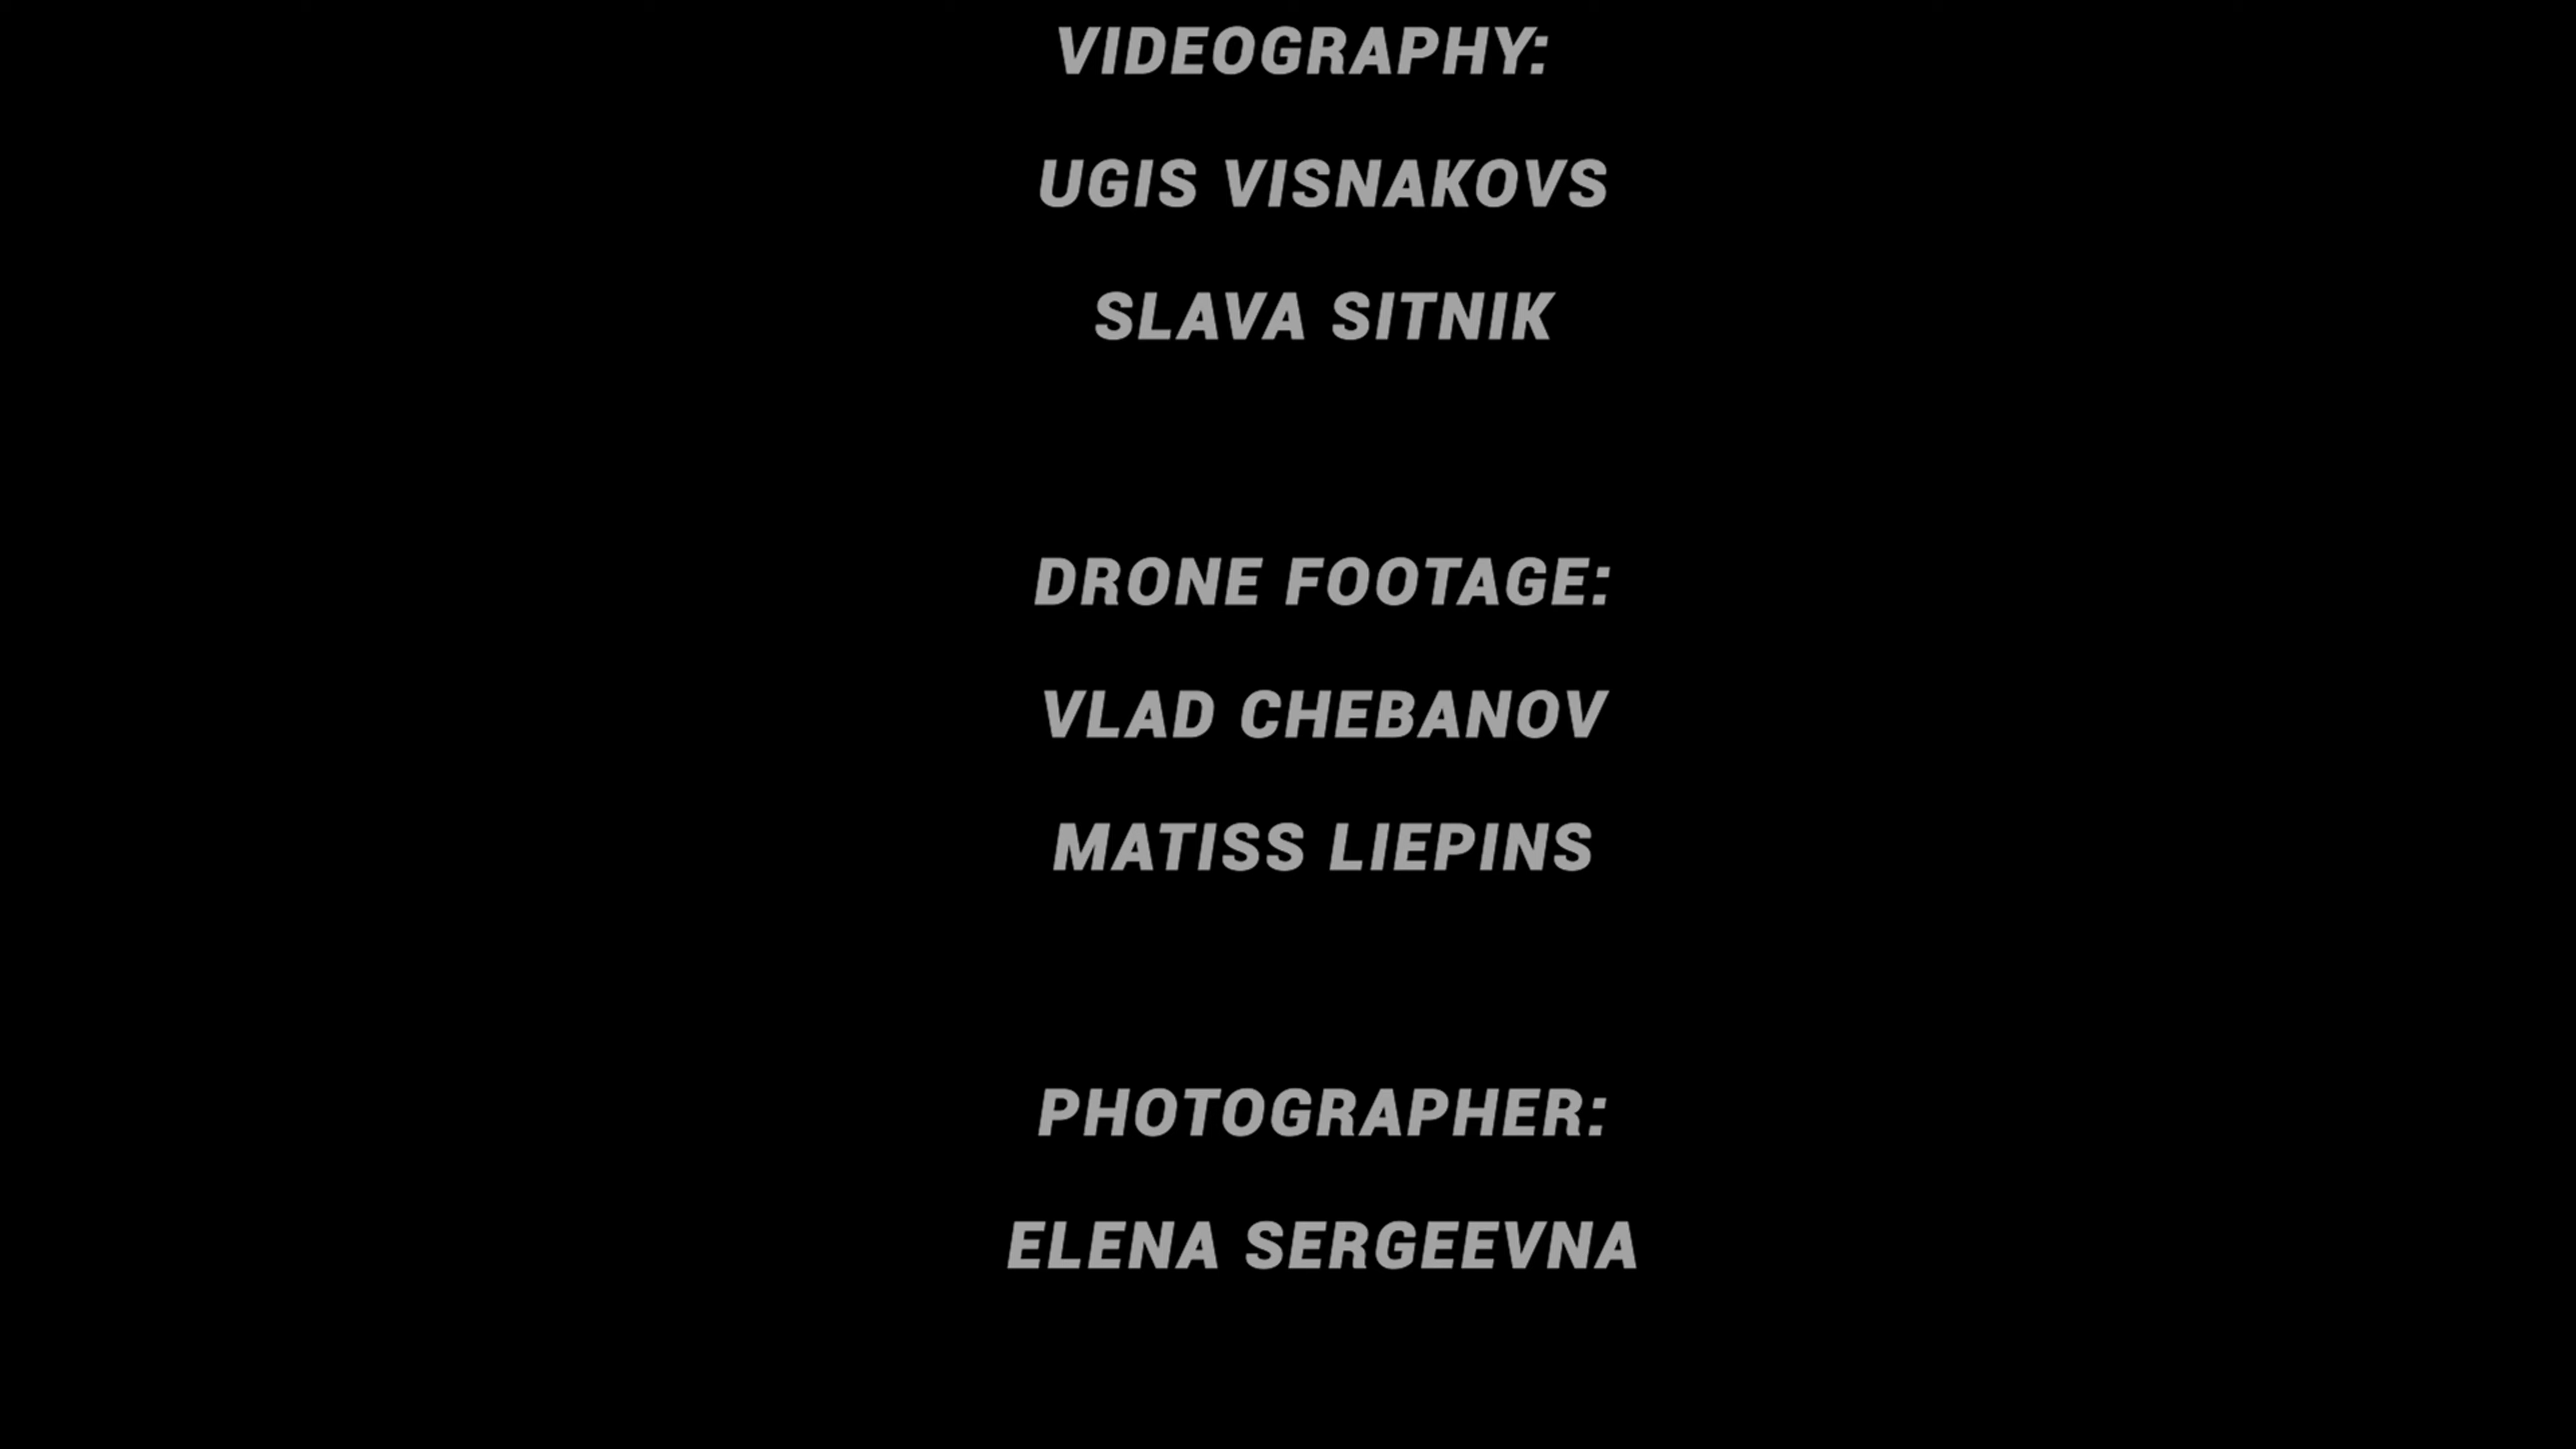 VIDEOGRAPHY:
UGIS VISNAKOVS
SLAVA SITNIK
DRONE FOOTAGE:
VLAD CHEBANOV
MATISS LIEPINS
PHOTOGRAPHER:
ELENA SERGEEVNA